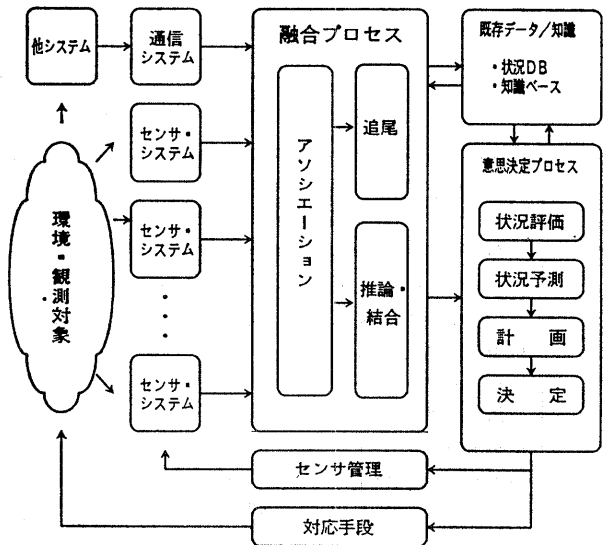 他システム
通信
システム
センサ・
システム
センサ・
システム
・
・
・
センサ・
システム
環境・観測対象
融合プロセス
アソシエーション
追尾
推論・
結合
既存データ／知識
・状況DB
・知識ベース
意思決定プロセス
状況評価
状況予測
計　画
決　定
センサ管理
対応手段